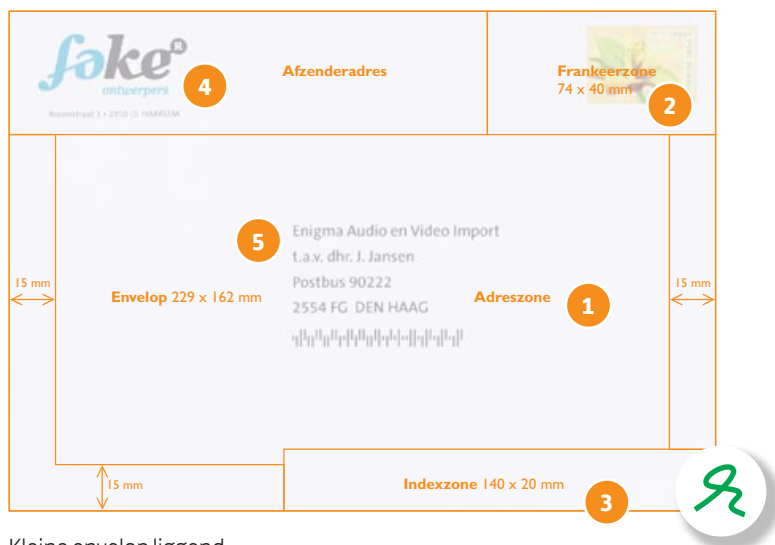 fake®
ontwerpers
4
Afzenderadres
Frankeerzone
74 x 40 mm
2
5
Enigma Audio en Video Import
t.a.v. dhr. J. Jansen
Postbus 90222
2554 FG DEN HAAG
15 mm
Envelop 229 x 162 mm
Adreszone
1
15 mm
15 mm
Indexzone 140 x 20 mm
3